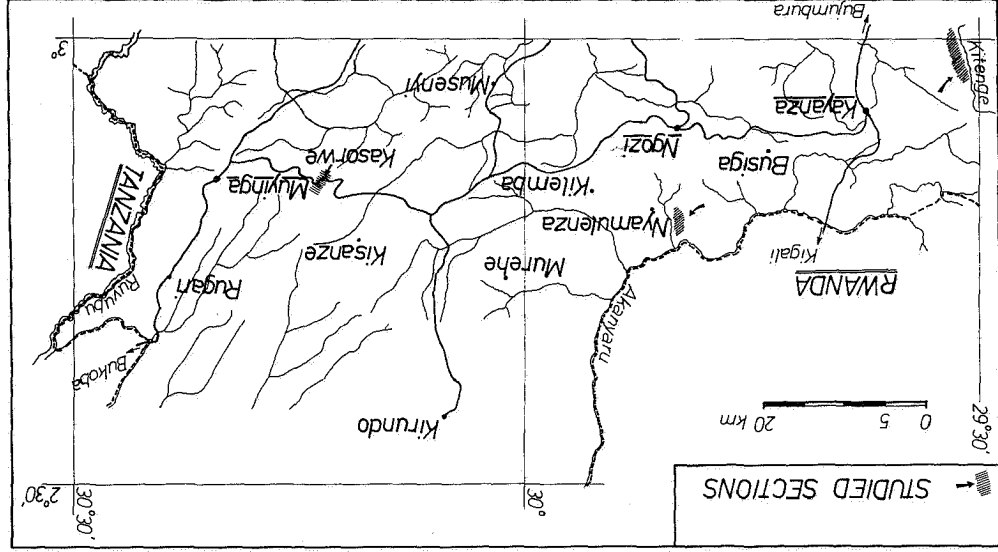 STUDIED SECTIONS
30°
30°30'
2°30'
29°30'
0 5 20 km
Kirundo
Bukoba
Akanyaru
RWANDA
Kigali
Murehe
Rugari
Ruvubu
Kisanze
TANZANIA
Nyamulenza
Busiga
Kilemba
Muyinga
Ngozi
Kasorwe
Kayanza
Musenyi
Kitenge
3°
Bujumbura